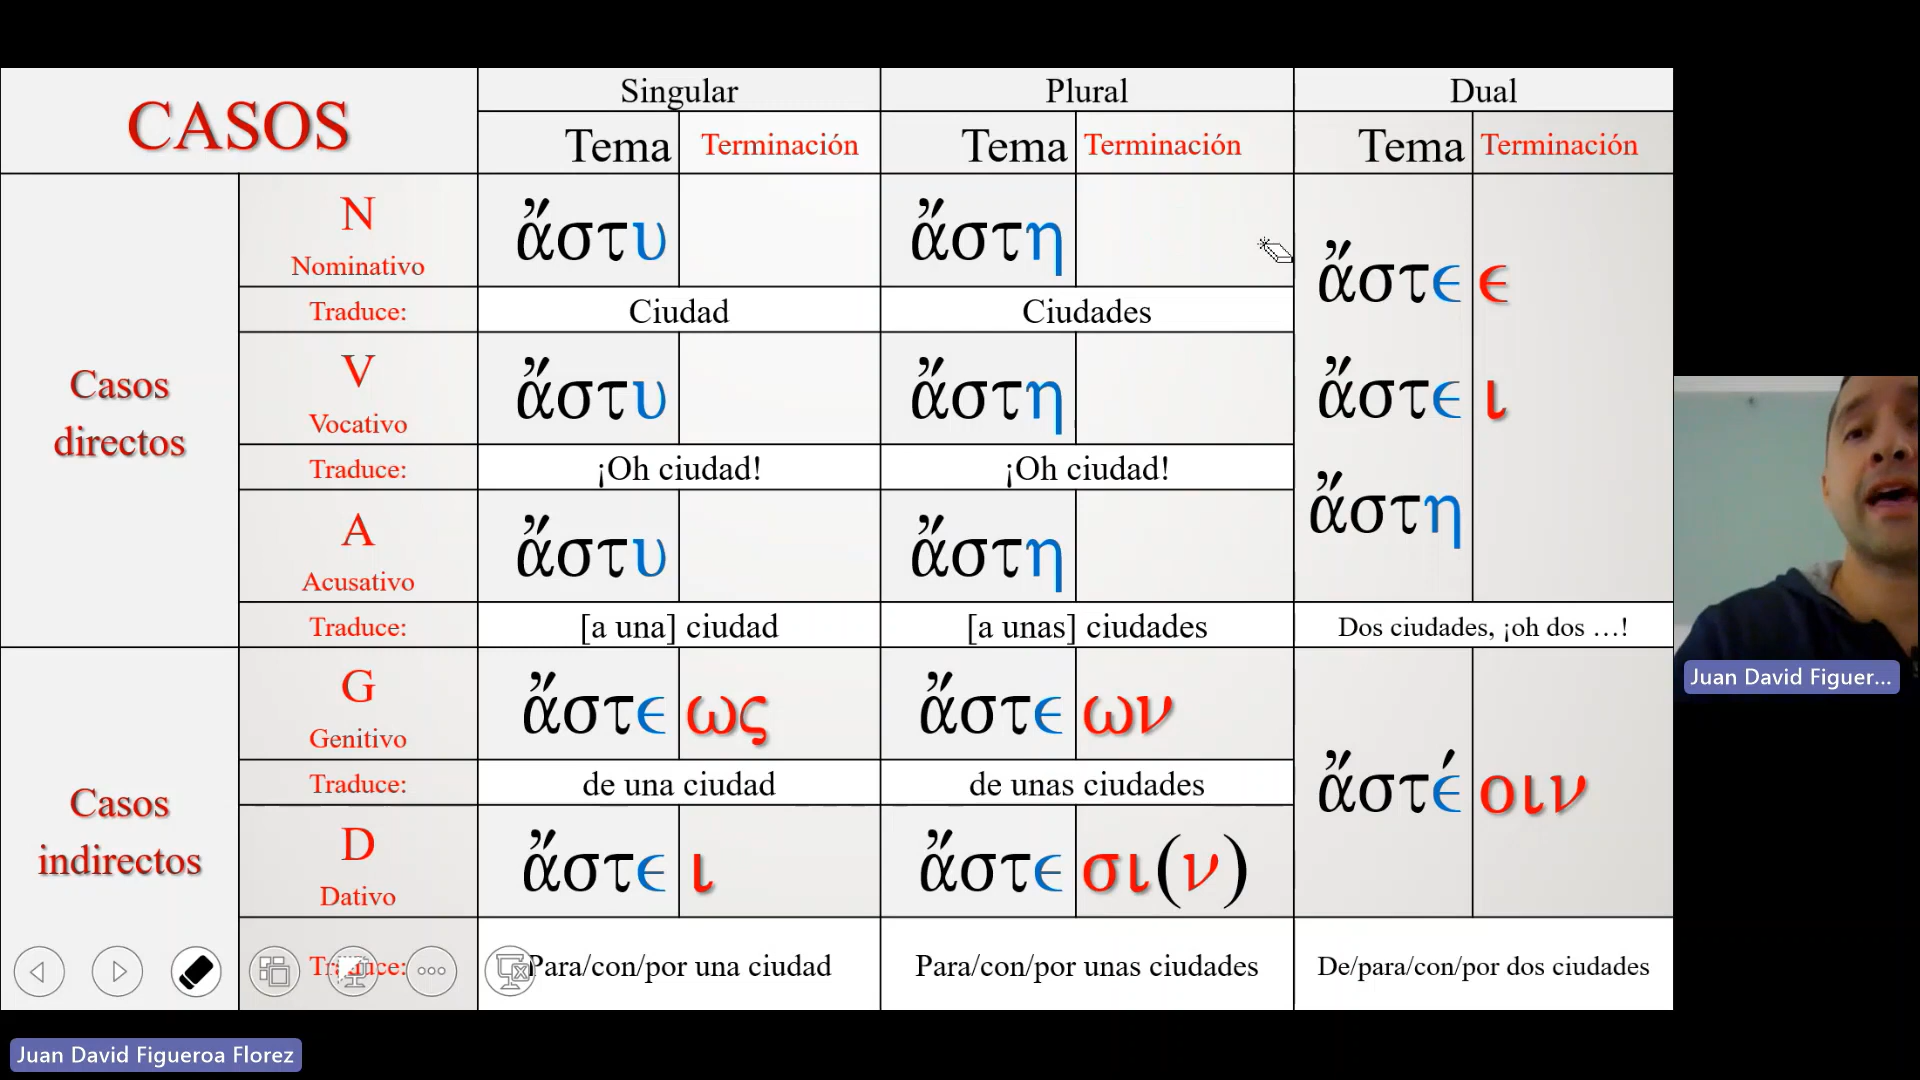 CASOS
Singular Plural Dual
Tema Terminación Tema Terminación Tema Terminación
Casos directos
N
Nominativo
ἄστυ ἄστη
Traduce: Ciudad Ciudades
V
Vocativo
ἄστυ ἄστη
Traduce: ¡Oh ciudad! ¡Oh ciudad!
A
Acusativo
ἄστυ ἄστη
ἄστε ε
ἄστε ι
ἄστη
Traduce: [a una] ciudad [a unas] ciudades Dos ciudades, ¡oh dos …!
Casos indirectos
G
Genitivo
ἄστε ως ἄστε ων
Traduce: de una ciudad de unas ciudades
D
Dativo
ἄστε ι ἄστε σι(ν)
ἄστέ οιν
Traduce: Para/con/por una ciudad Para/con/por unas ciudades De/para/con/por dos ciudades
Juan David Figuer...
Juan David Figueroa Florez